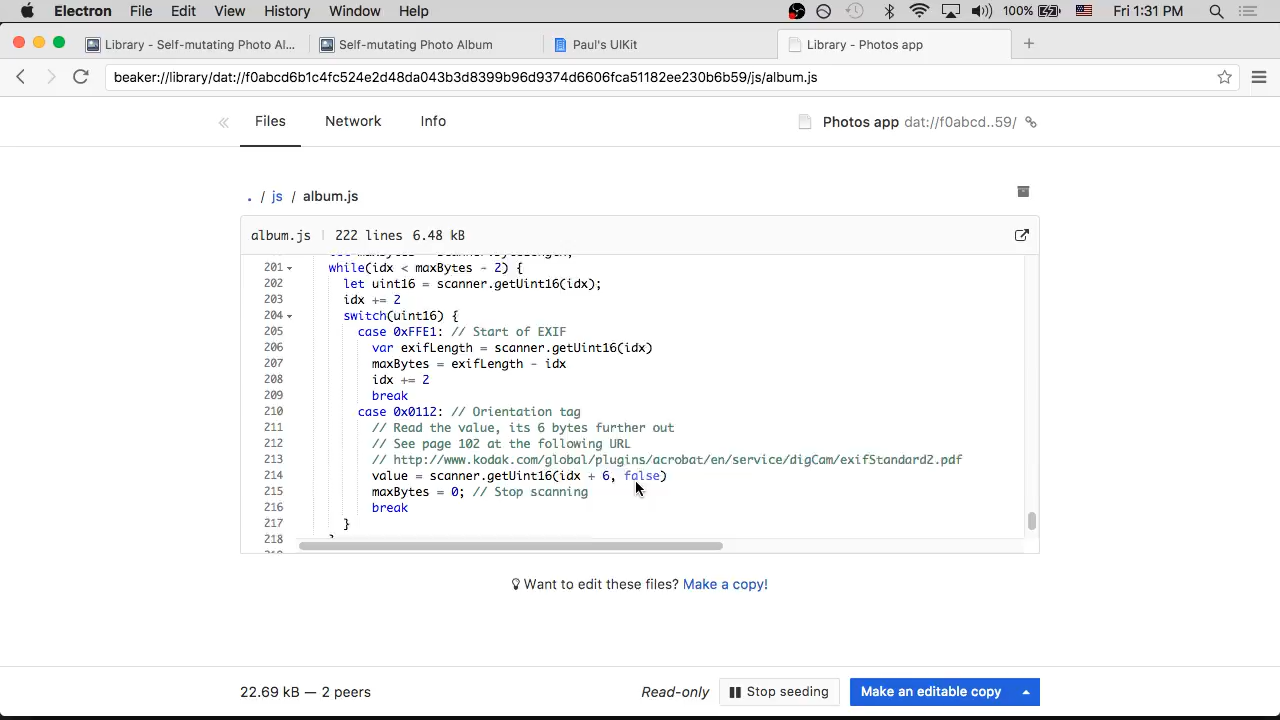 Electron File Edit View History Window Help 100% Fri 1:31 PM
Library - Self-mutating Photo Al... Self-mutating Photo Album Paul's UIKit Library - Photos app
beaker://library/dat://f0abcd6b1c4fc524e2d48da043b3d8399b96d9374d6606fca51182ee230b6b59/js/album.js
« Files Network Info Photos app dat://f0abcd..59/
. / js / album.js
album.js | 222 lines 6.48 kB
201 while(idx < maxBytes - 2) {
202 let uint16 = scanner.getUint16(idx);
203 idx += 2
204 switch(uint16) {
205 case 0xFFE1: // Start of EXIF
206 var exifLength = scanner.getUint16(idx)
207 maxBytes = exifLength - idx
208 idx += 2
209 break
210 case 0x0112: // Orientation tag
211 // Read the value, its 6 bytes further out
212 // See page 102 at the following URL
213 // http://www.kodak.com/global/plugins/acrobat/en/service/digCam/exifStandard2.pdf
214 value = scanner.getUint16(idx + 6, false)
215 maxBytes = 0; // Stop scanning
216 break
217 }
218
Want to edit these files? Make a copy!
22.69 kB — 2 peers Read-only Stop seeding Make an editable copy